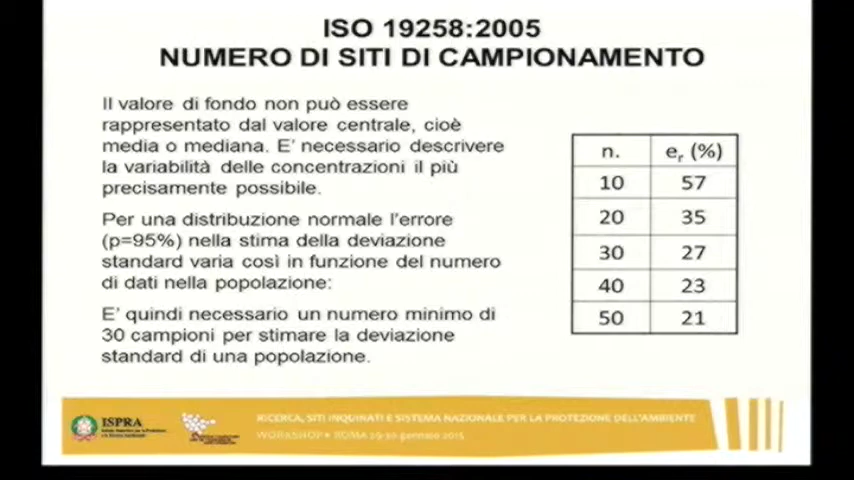 ISO 19258:2005
NUMERO DI SITI DI CAMPIONAMENTO
Il valore di fondo non può essere
rappresentato dal valore centrale, cioè
media o mediana. E’ necessario descrivere
la variabilità delle concentrazioni il più
precisamente possibile.
Per una distribuzione normale l’errore
(p=95%) nella stima della deviazione
standard varia così in funzione del numero
di dati nella popolazione:
E’ quindi necessario un numero minimo di
30 campioni per stimare la deviazione
standard di una popolazione.
n. er (%)
10 57
20 35
30 27
40 23
50 21
ISPRA
RICERCA, SITI INQUINATI E SISTEMA NAZIONALE PER LA PROTEZIONE DELL'AMBIENTE
WORKSHOP • ROMA 29-30 gennaio 2015